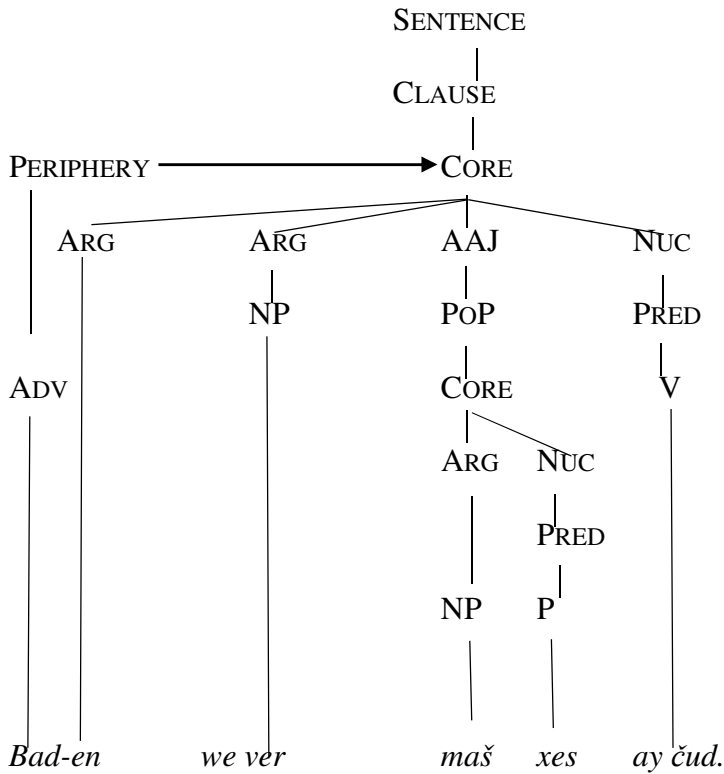 SENTENCE
CLAUSE
PERIPHERY CORE
ARG ARG AAJ NUC
NP POP PRED
ADV CORE V
ARG NUC
PRED
NP P
Bad-en we ver maš xes ay čud.